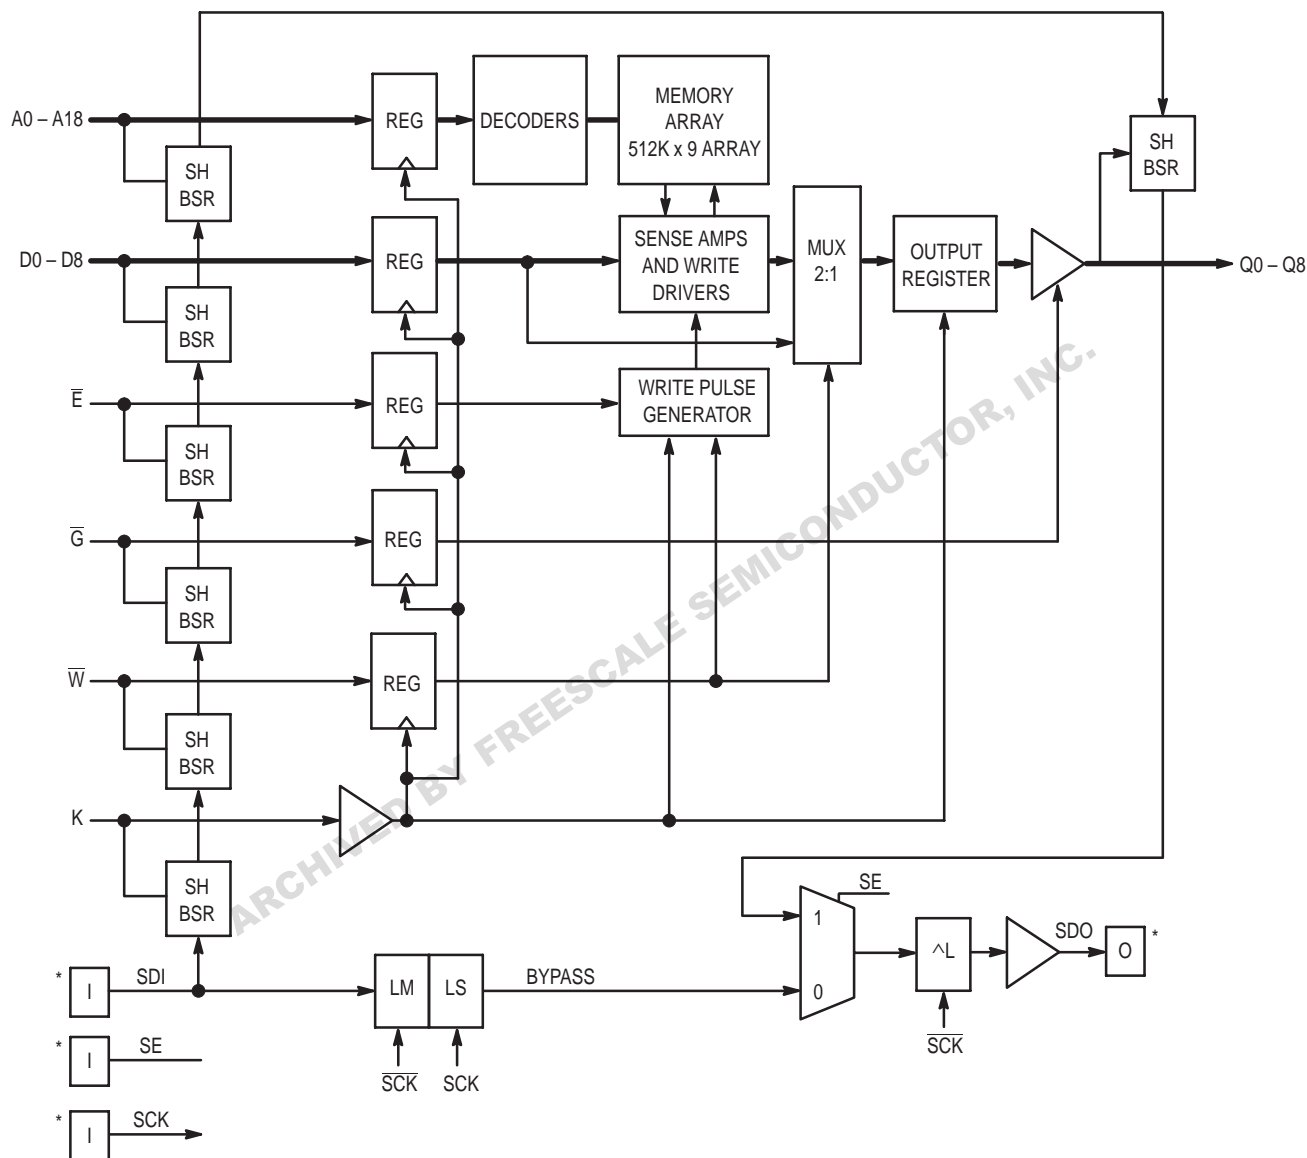 A0 – A18
REG
DECODERS
MEMORY
ARRAY
512K x 9 ARRAY
SH
BSR
SH
BSR
D0 – D8
REG
SENSE AMPS
AND WRITE
DRIVERS
MUX
2:1
OUTPUT
REGISTER
Q0 – Q8
SH
BSR
E̅
REG
WRITE PULSE
GENERATOR
SH
BSR
G̅
REG
SH
BSR
W̅
REG
SH
BSR
K
SH
BSR
ARCHIVED BY FREESCALE SEMICONDUCTOR, INC.
SE
1
0
^L
S̅C̅K̅
SDO
O
*
*
I
SDI
LM
LS
BYPASS
S̅C̅K̅
SCK
*
I
SE
*
I
SCK